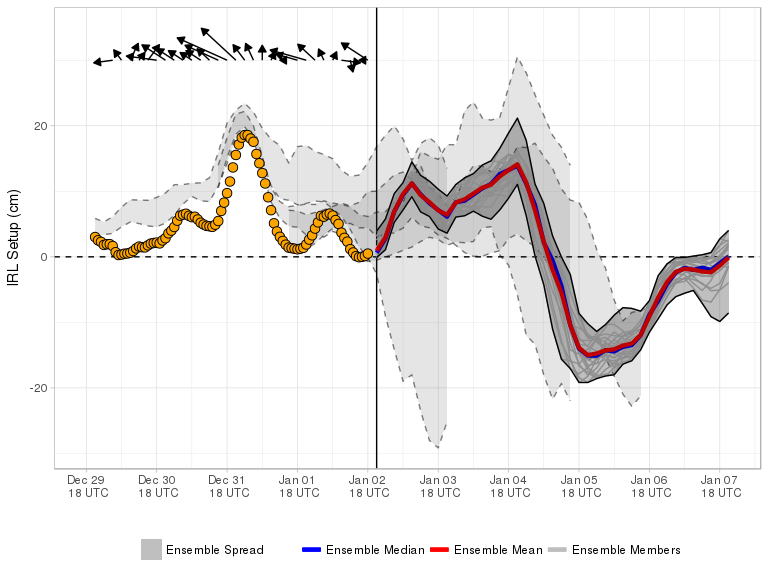 IRL Setup (cm)
20
0
-20
Dec 29 Dec 30 Dec 31 Jan 01 Jan 02 Jan 03 Jan 04 Jan 05 Jan 06 Jan 07
18 UTC 18 UTC 18 UTC 18 UTC 18 UTC 18 UTC 18 UTC 18 UTC 18 UTC 18 UTC
Ensemble Spread Ensemble Median Ensemble Mean Ensemble Members